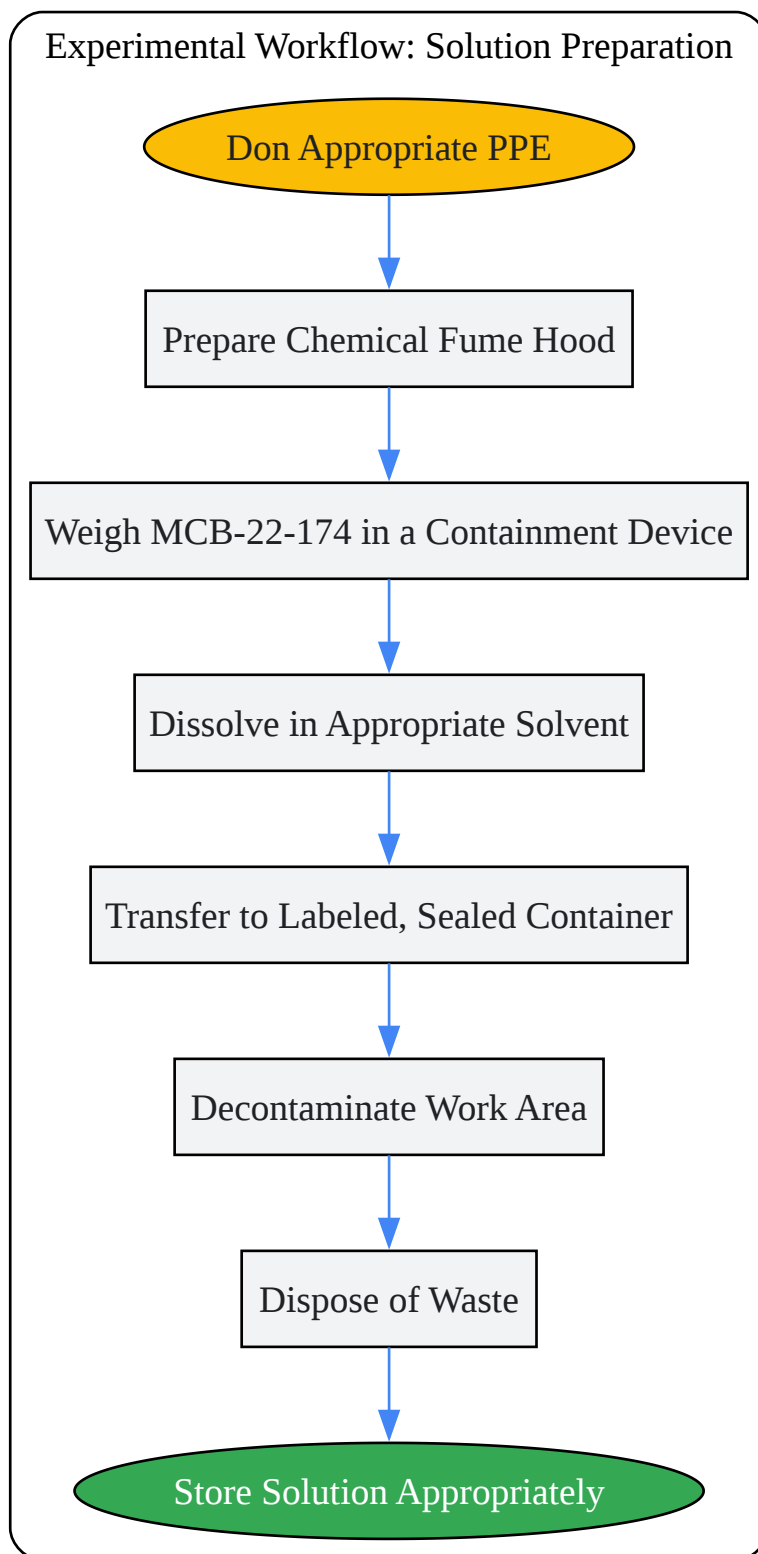 Experimental Workflow: Solution Preparation
Don Appropriate PPE
Prepare Chemical Fume Hood
Weigh MCB-22-174 in a Containment Device
Dissolve in Appropriate Solvent
Transfer to Labeled, Sealed Container
Decontaminate Work Area
Dispose of Waste
Store Solution Appropriately